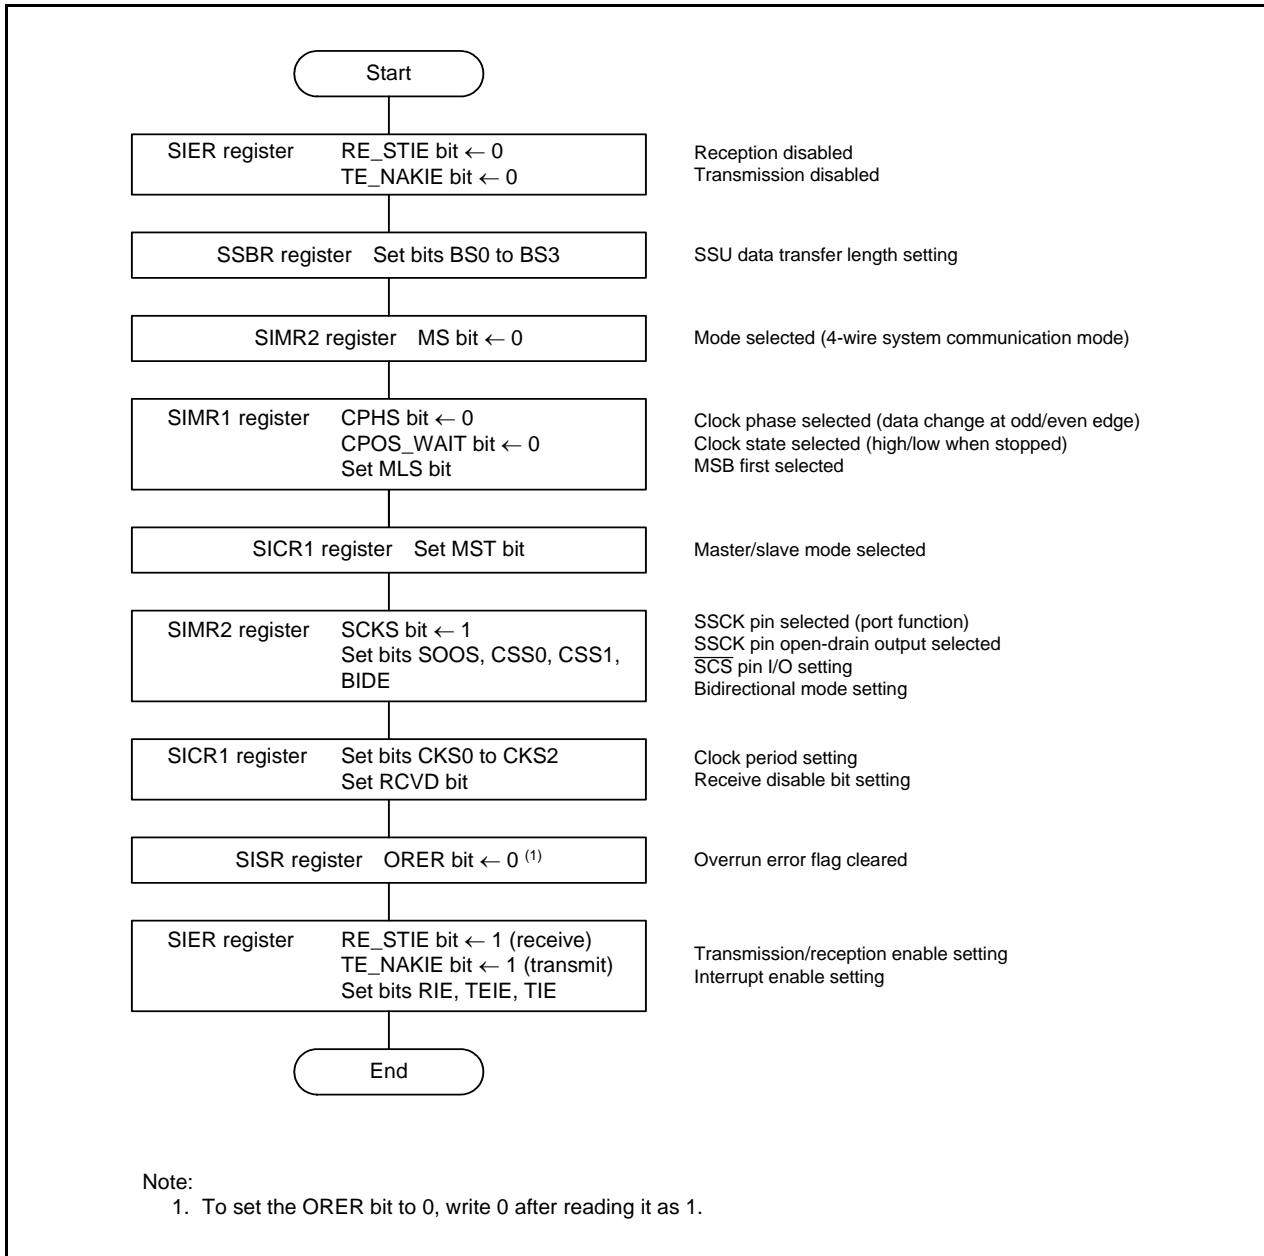 Start
SIER register RE_STIE bit ← 0
TE_NAKIE bit ← 0
Reception disabled
Transmission disabled
SSBR register Set bits BS0 to BS3
SSU data transfer length setting
SIMR2 register MS bit ← 0
Mode selected (4-wire system communication mode)
SIMR1 register CPHS bit ← 0
CPOS_WAIT bit ← 0
Set MLS bit
Clock phase selected (data change at odd/even edge)
Clock state selected (high/low when stopped)
MSB first selected
SICR1 register Set MST bit
Master/slave mode selected
SIMR2 register SCKS bit ← 1
Set bits SOOS, CSS0, CSS1,
BIDE
SSCK pin selected (port function)
SSCK pin open-drain output selected
S̅C̅S̅ pin I/O setting
Bidirectional mode setting
SICR1 register Set bits CKS0 to CKS2
Set RCVD bit
Clock period setting
Receive disable bit setting
SISR register ORER bit ← 0 (1)
Overrun error flag cleared
SIER register RE_STIE bit ← 1 (receive)
TE_NAKIE bit ← 1 (transmit)
Set bits RIE, TEIE, TIE
Transmission/reception enable setting
Interrupt enable setting
End
Note:
1. To set the ORER bit to 0, write 0 after reading it as 1.